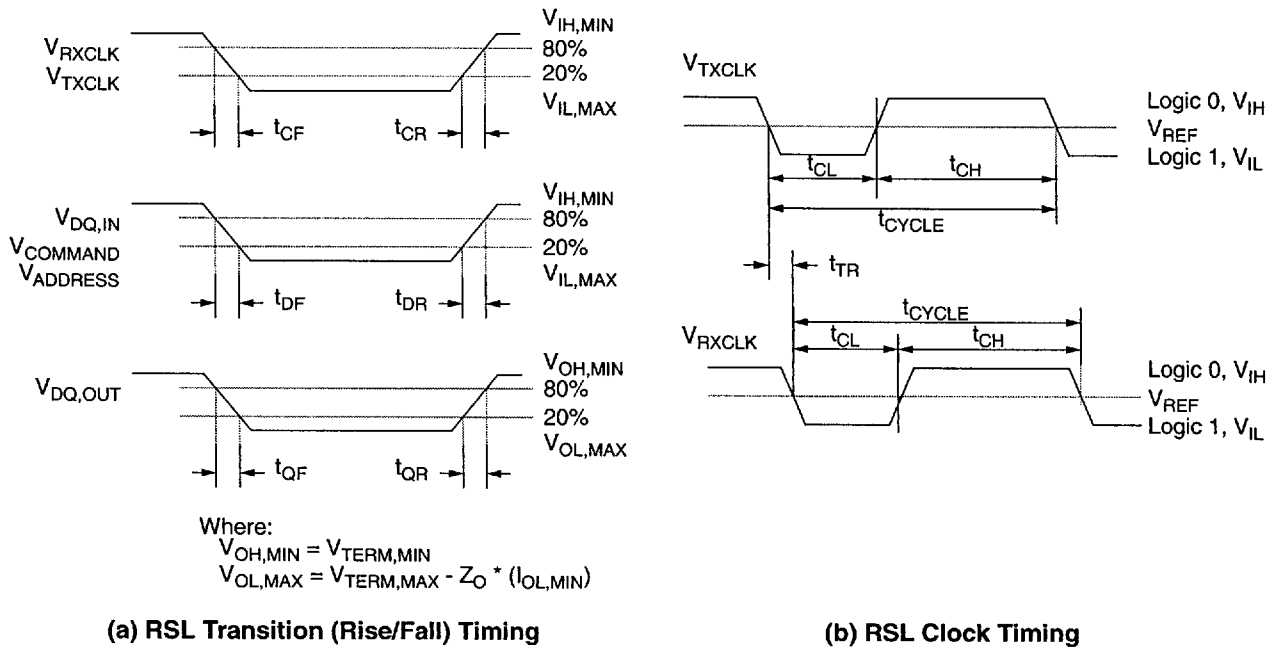 V_IH,MIN
V_RXCLK 80%
V_TXCLK 20%
V_IL,MAX
t_CF t_CR
V_IH,MIN
V_DQ,IN 80%
V_COMMAND 20%
V_ADDRESS V_IL,MAX
t_DF t_DR
V_OH,MIN
V_DQ,OUT 80%
20%
V_OL,MAX
t_QF t_QR
Where:
V_OH,MIN = V_TERM,MIN
V_OL,MAX = V_TERM,MAX - Z_O * (I_OL,MIN)
(a) RSL Transition (Rise/Fall) Timing
V_TXCLK
Logic 0, V_IH
V_REF
Logic 1, V_IL
t_CL t_CH
t_CYCLE
t_TR
t_CYCLE
V_RXCLK
t_CL t_CH
Logic 0, V_IH
V_REF
Logic 1, V_IL
(b) RSL Clock Timing